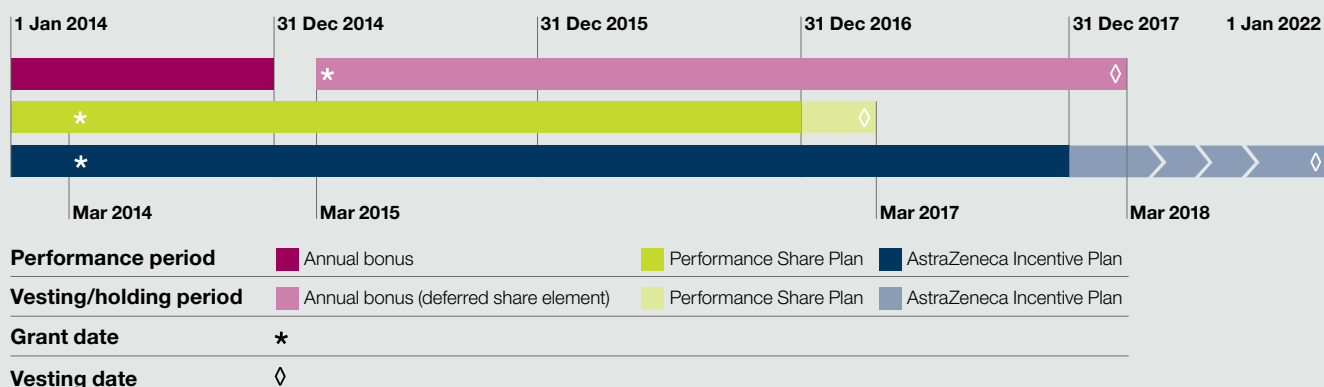 1 Jan 2014 31 Dec 2014 31 Dec 2015 31 Dec 2016 31 Dec 2017 1 Jan 2022
* ◊
* ◊
* ◊
Mar 2014 Mar 2015 Mar 2017 Mar 2018
Performance period Annual bonus Performance Share Plan AstraZeneca Incentive Plan
Vesting/holding period Annual bonus (deferred share element) Performance Share Plan AstraZeneca Incentive Plan
Grant date *
Vesting date ◊